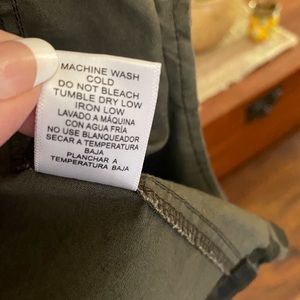 MACHINE WASH
COLD
DO NOT BLEACH
TUMBLE DRY LOW
IRON LOW
LAVADO A MÁQUINA
CON AGUA FRÍA
NO USE BLANQUEADOR
SECAR A TEMPERATURA
BAJA
PLANCHAR A
TEMPERATURA BAJA